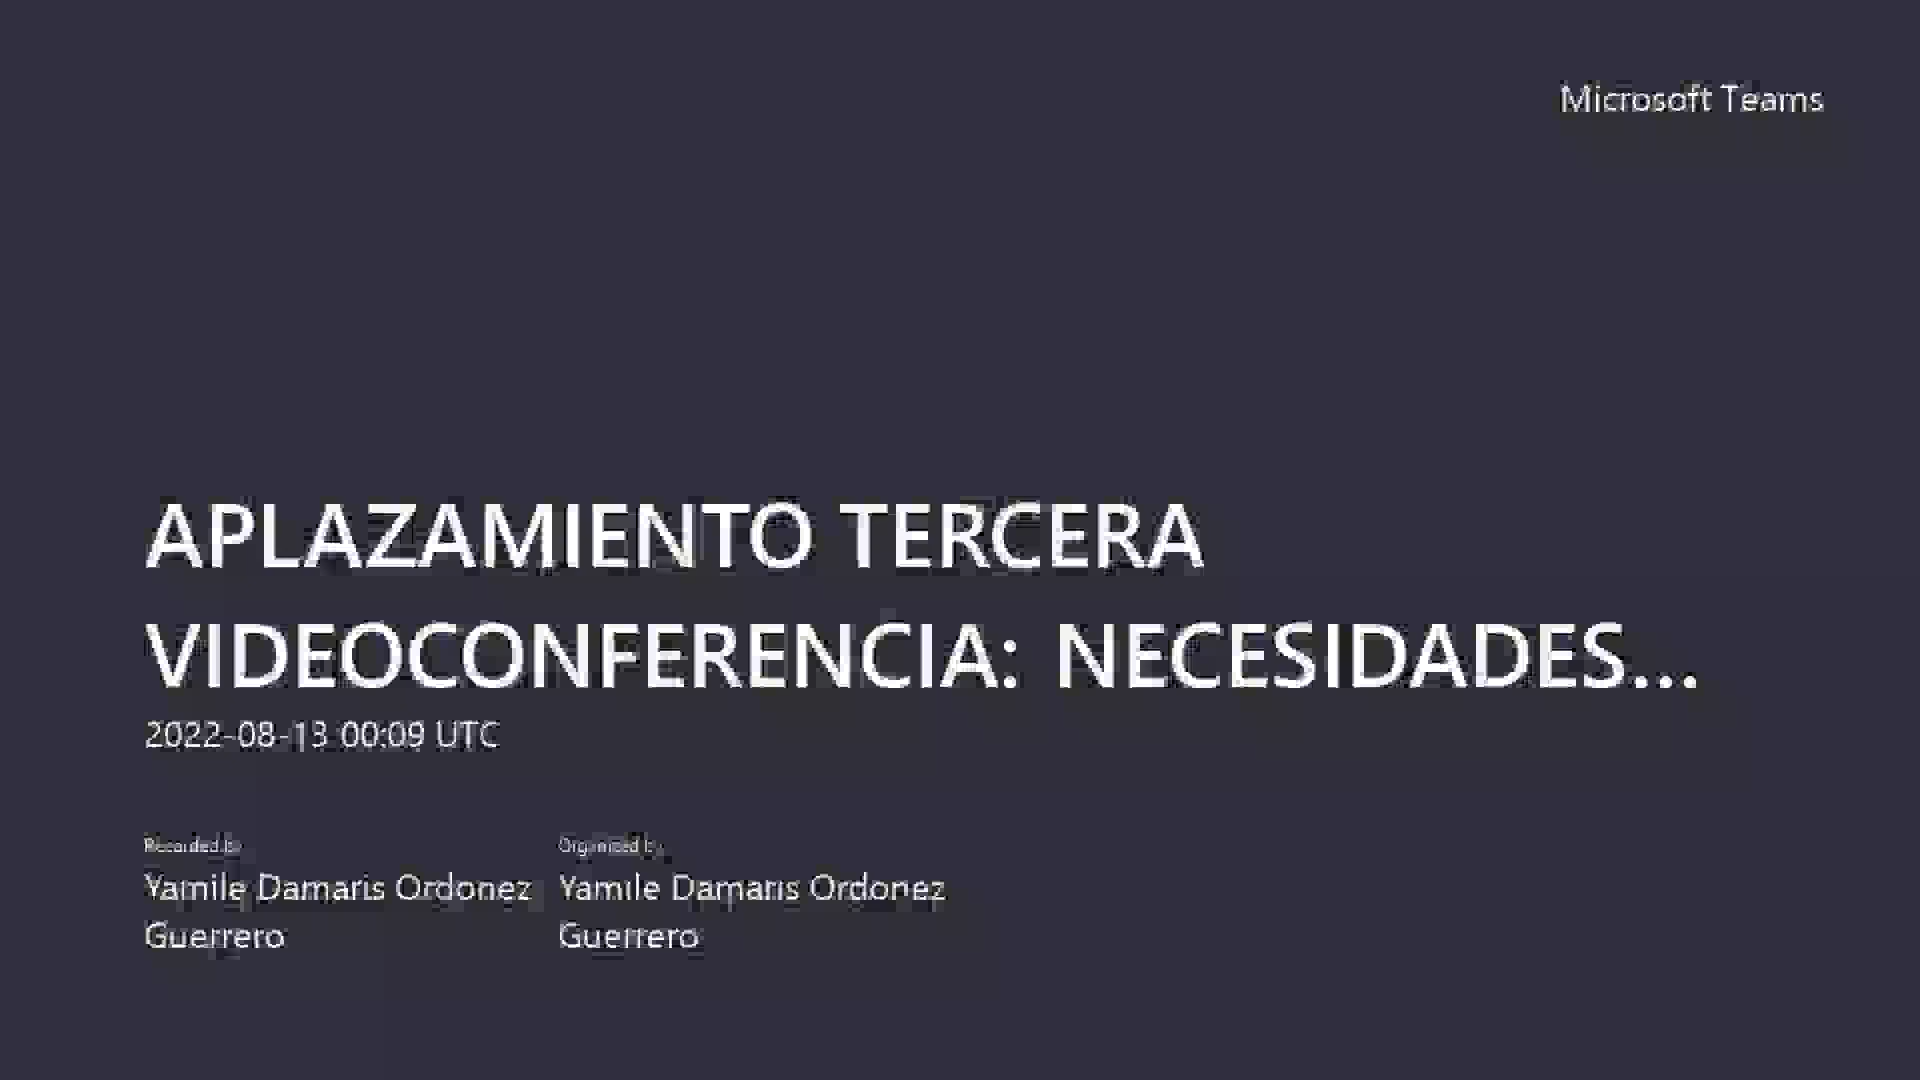 Microsoft Teams
APLAZAMIENTO TERCERA
VIDEOCONFERENCIA: NECESIDADES...
2022-08-13 00:09 UTC
Recorded by Organized by
Yamile Damaris Ordonez Yamile Damaris Ordonez
Guerrero Guerrero